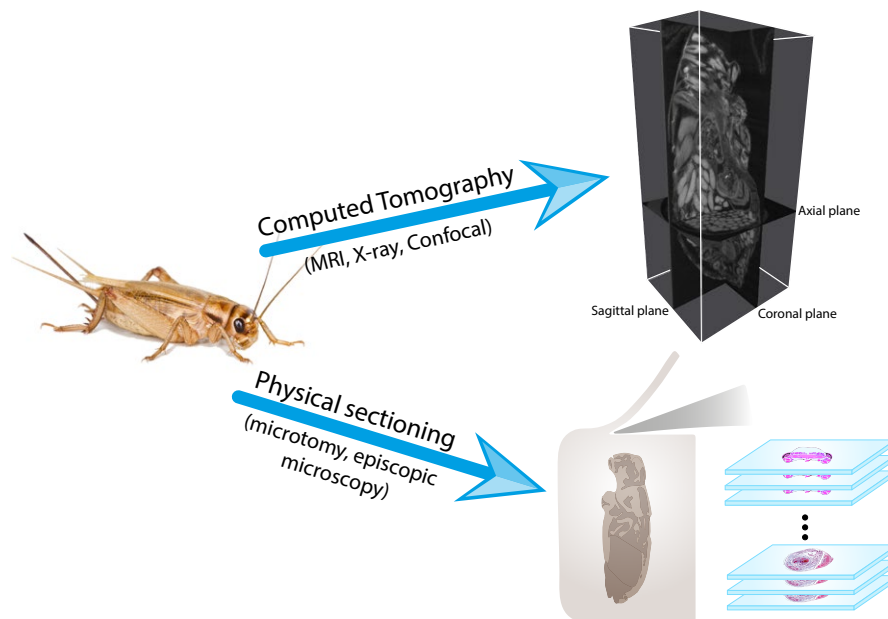 Computed Tomography
(MRI, X-ray, Confocal)
Axial plane
Sagittal plane
Coronal plane
Physical sectioning
(microtomy, episcopic
microscopy)